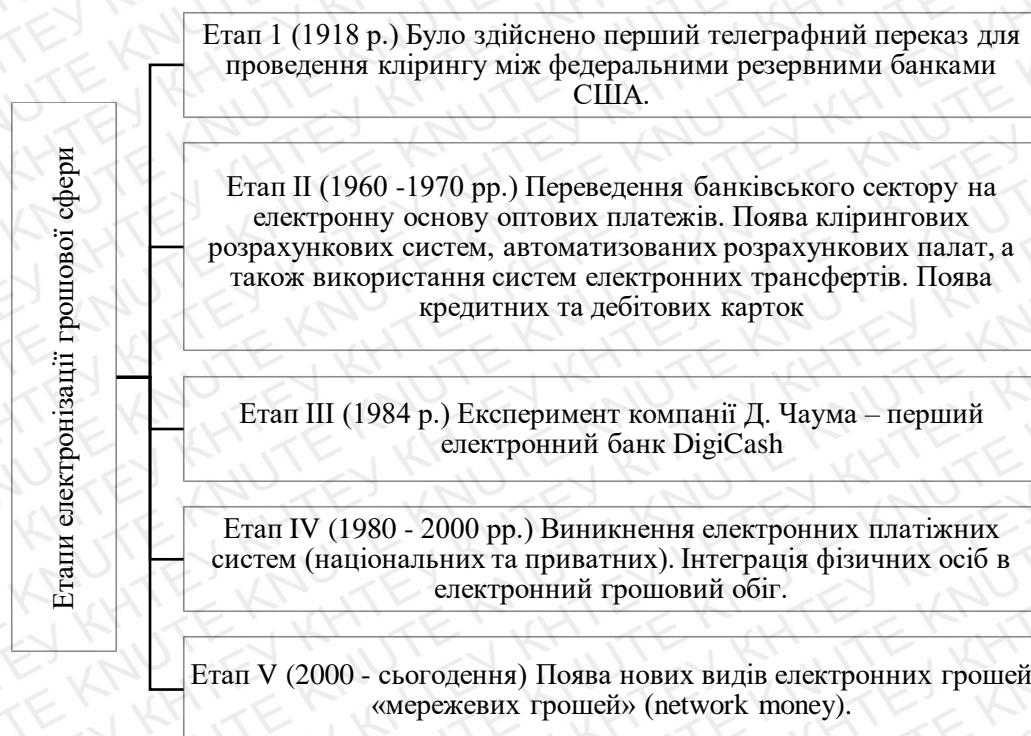 Етапи електронізації грошової сфери
Етап 1 (1918 р.) Було здійснено перший телеграфний переказ для
проведення клірингу між федеральними резервними банками
США.
Етап ІІ (1960 -1970 рр.) Переведення банківського сектору на
електронну основу оптових платежів. Поява клірингових
розрахункових систем, автоматизованих розрахункових палат, а
також використання систем електронних трансфертів. Поява
кредитних та дебітових карток
Етап ІІІ (1984 р.) Експеримент компанії Д. Чаума – перший
електронний банк DigiCash
Етап IV (1980 - 2000 рр.) Виникнення електронних платіжних
систем (національних та приватних). Інтеграція фізичних осіб в
електронний грошовий обіг.
Етап V (2000 - сьогодення) Поява нових видів електронних грошей
«мережевих грошей» (network money).